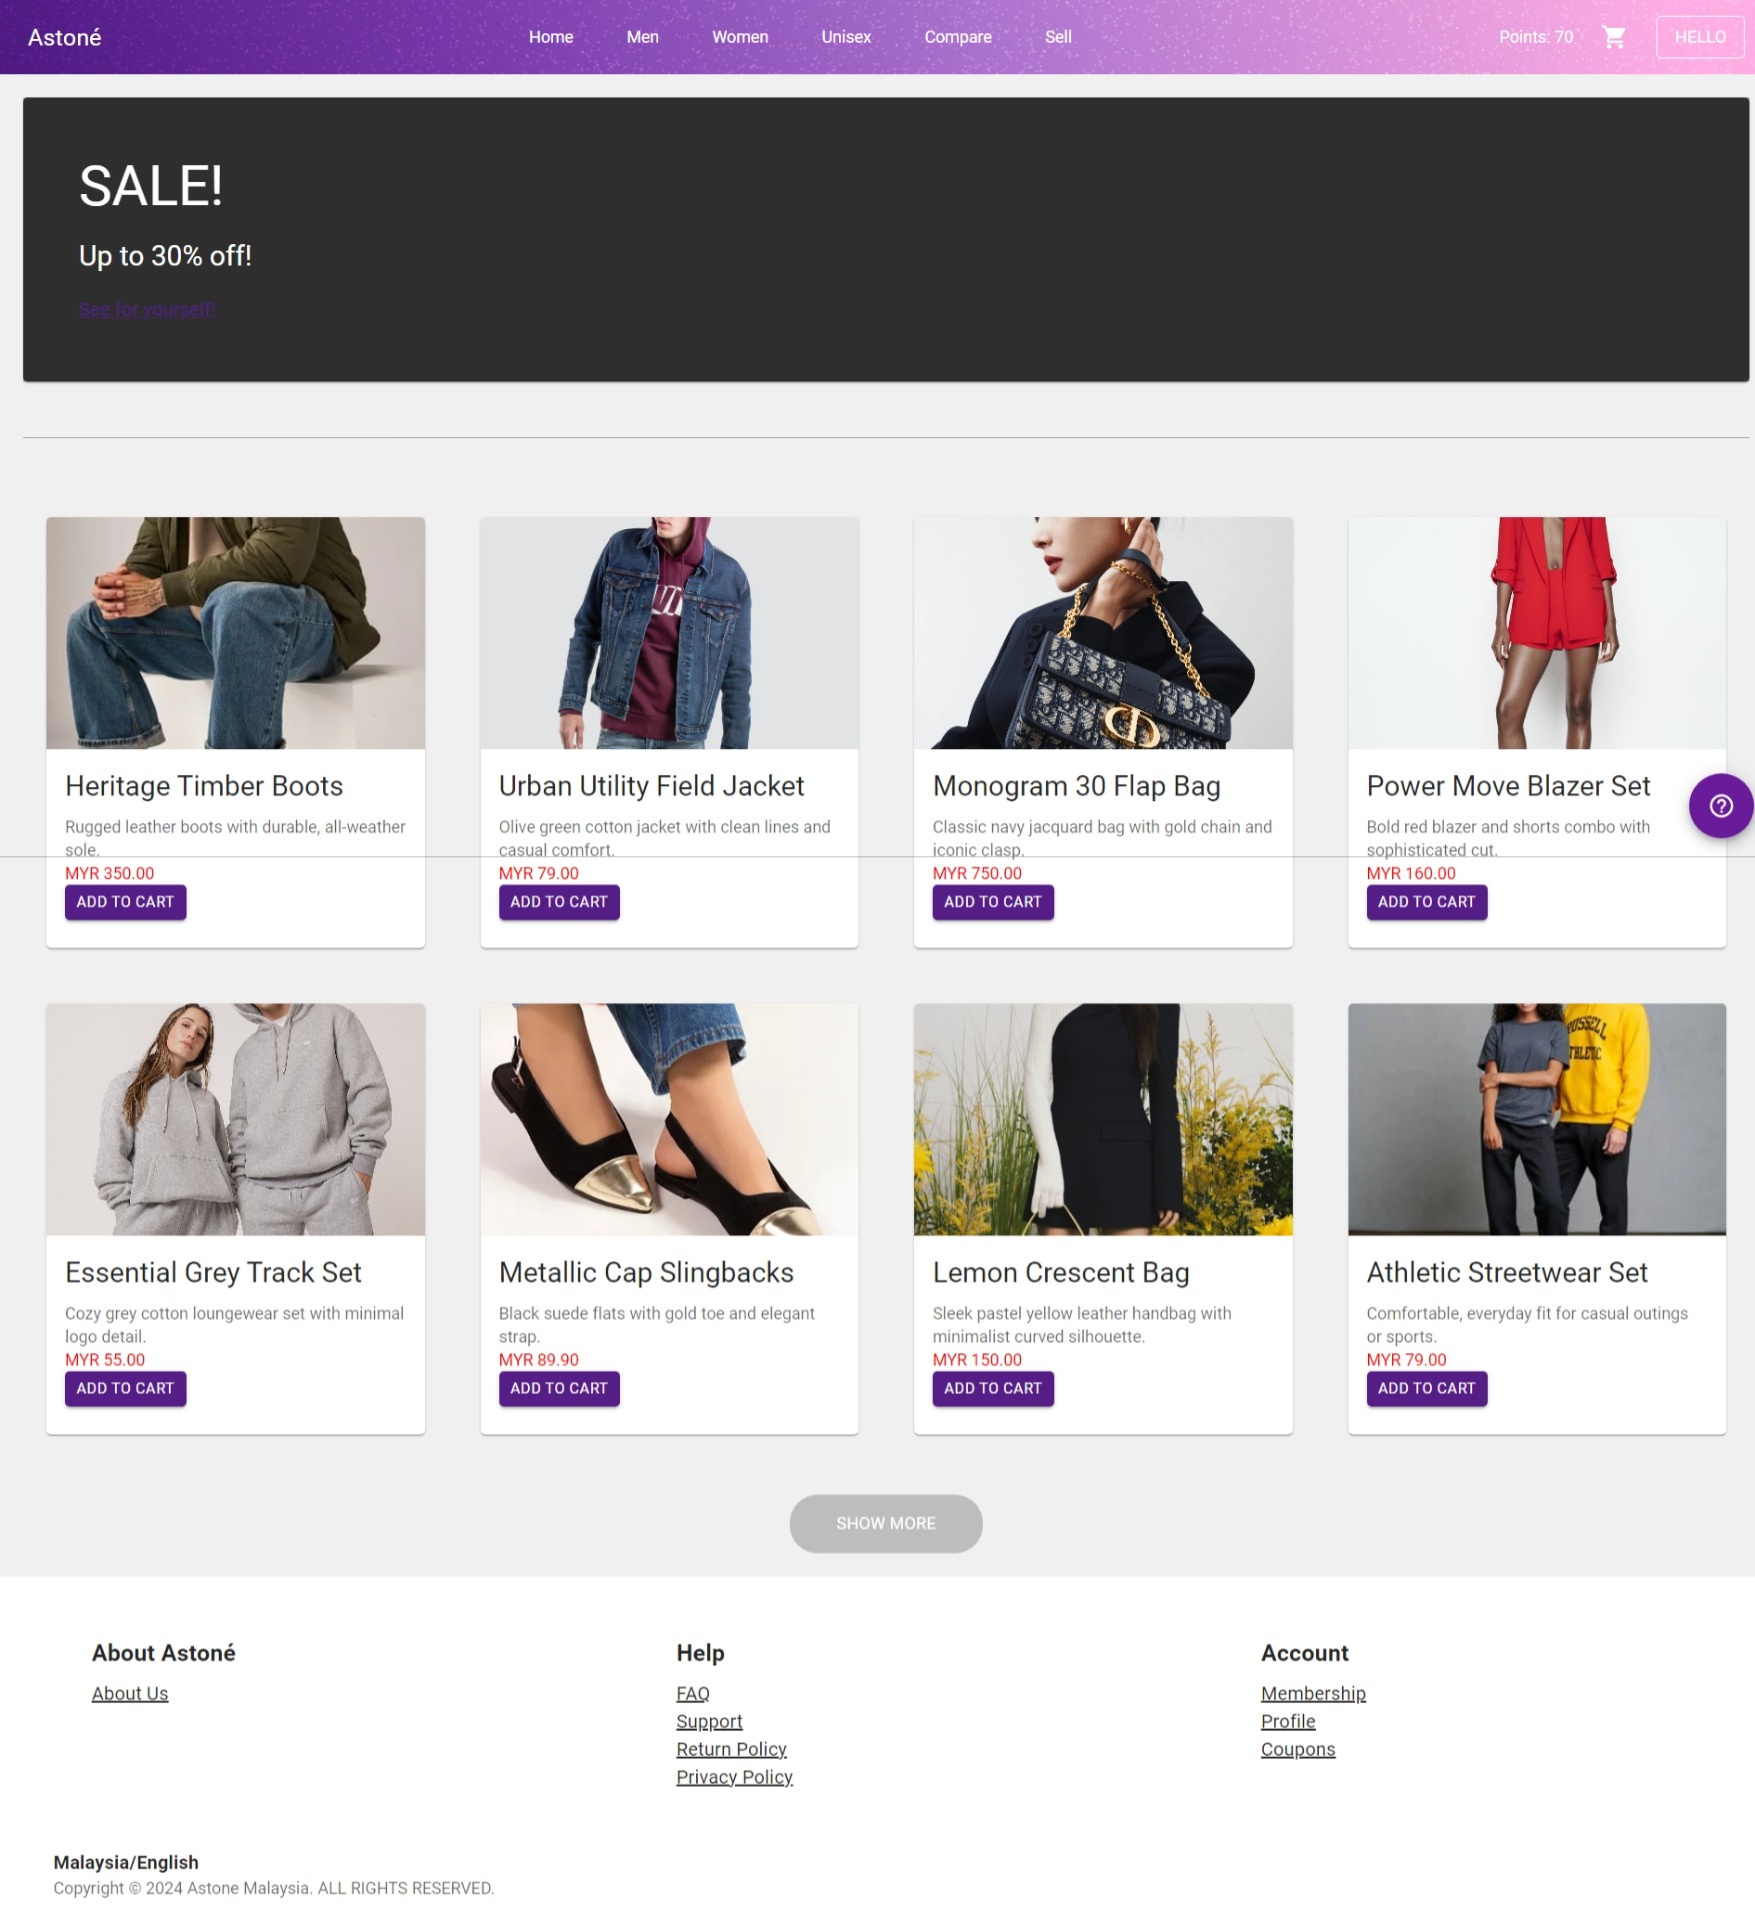 Astoné
Home Men Women Unisex Compare Sell
Points: 70
HELLO
SALE!
Up to 30% off!
See for yourself!
Heritage Timber Boots
Rugged leather boots with durable, all-weather
sole.
MYR 350.00
ADD TO CART
Urban Utility Field Jacket
Olive green cotton jacket with clean lines and
casual comfort.
MYR 79.00
ADD TO CART
Monogram 30 Flap Bag
Classic navy jacquard bag with gold chain and
iconic clasp.
MYR 750.00
ADD TO CART
Power Move Blazer Set
Bold red blazer and shorts combo with
sophisticated cut.
MYR 160.00
ADD TO CART
Essential Grey Track Set
Cozy grey cotton loungewear set with minimal
logo detail.
MYR 55.00
ADD TO CART
Metallic Cap Slingbacks
Black suede flats with gold toe and elegant
strap.
MYR 89.90
ADD TO CART
Lemon Crescent Bag
Sleek pastel yellow leather handbag with
minimalist curved silhouette.
MYR 150.00
ADD TO CART
Athletic Streetwear Set
Comfortable, everyday fit for casual outings
or sports.
MYR 79.00
ADD TO CART
SHOW MORE
About Astoné
About Us
Help
FAQ
Support
Return Policy
Privacy Policy
Account
Membership
Profile
Coupons
Malaysia/English
Copyright © 2024 Astone Malaysia. ALL RIGHTS RESERVED.